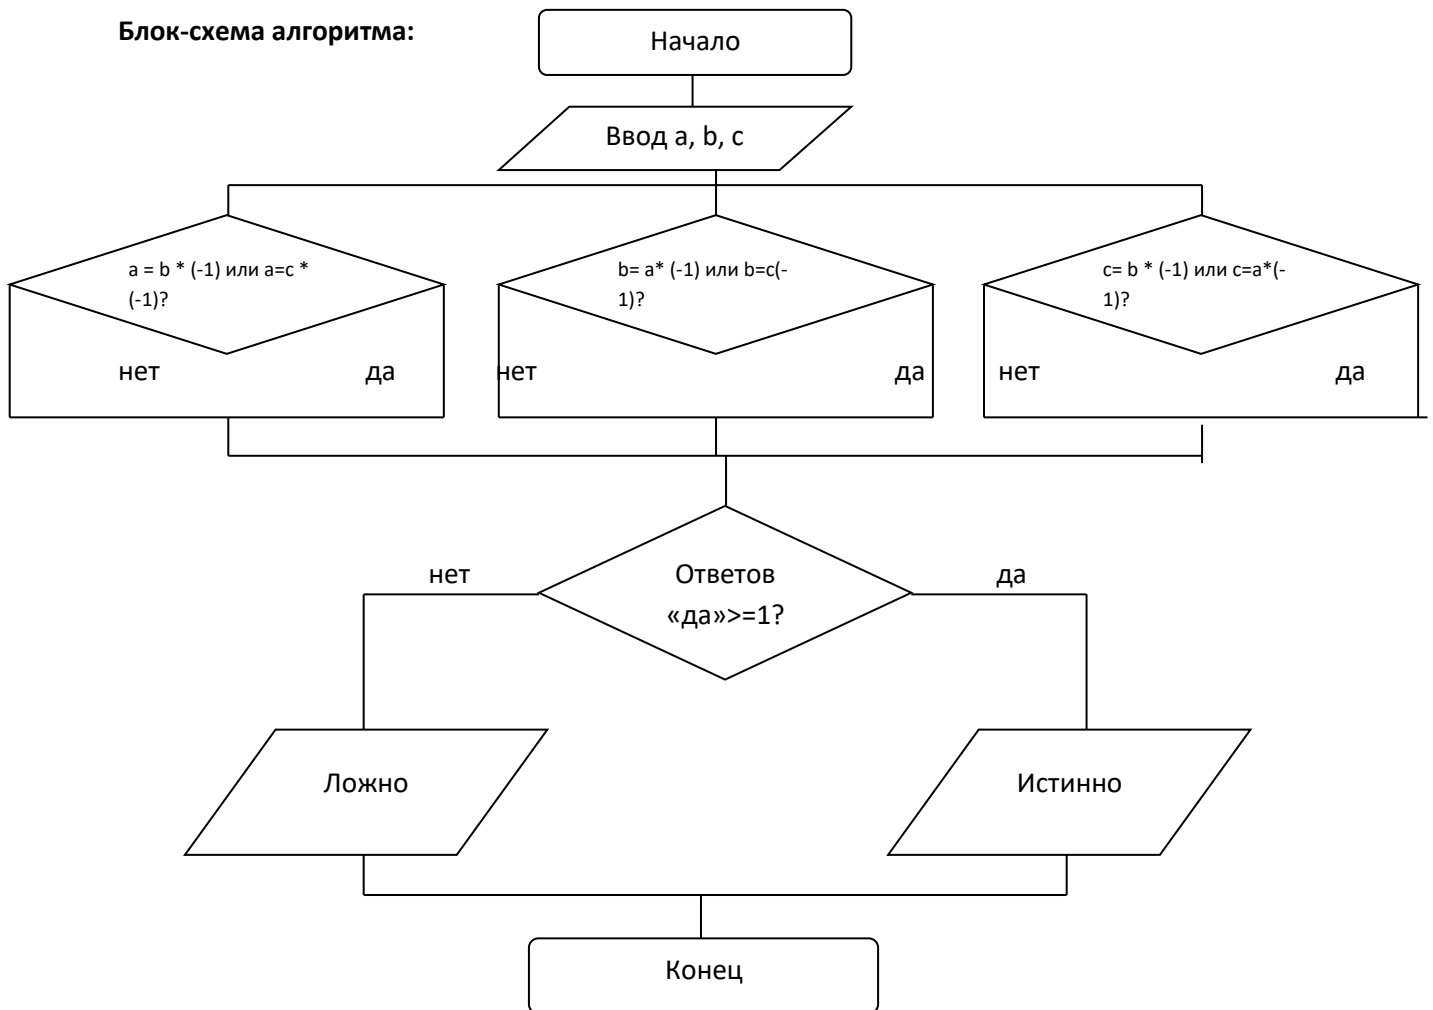 Блок-схема алгоритма:
Начало
Ввод a, b, c
a = b * (-1) или a=c *
(-1)?
b= a* (-1) или b=c(-
1)?
c= b * (-1) или c=a*(-
1)?
нет
да
нет
да
нет
да
нет
Ответов
«да»>=1?
да
Ложно
Истинно
Конец